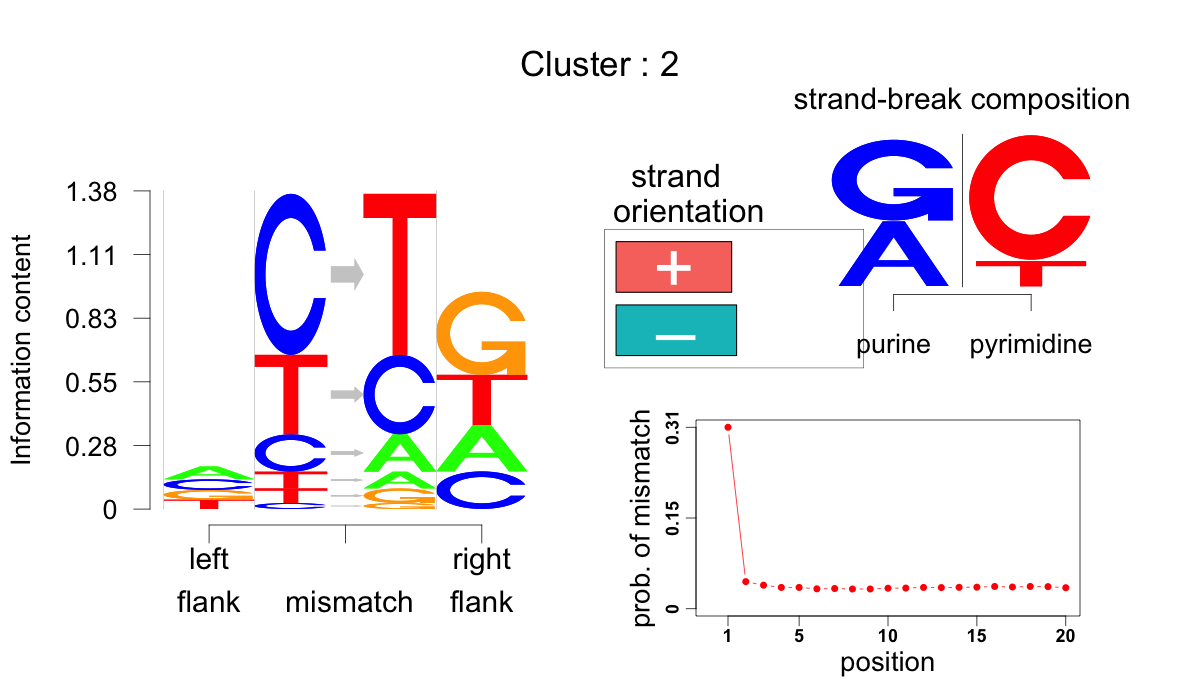 Cluster : 2
strand-break composition
G
A
C
T
purine
pyrimidine
strand
orientation
+
−
Information content
1.38
1.11
0.83
0.55
0.28
0
A
C
G
T
C
T
C
T
T
C
T
C
A
A
G
G
G
T
A
C
left
flank
mismatch
right
flank
prob. of mismatch
0.31
0.15
0
1
5
10
15
20
position